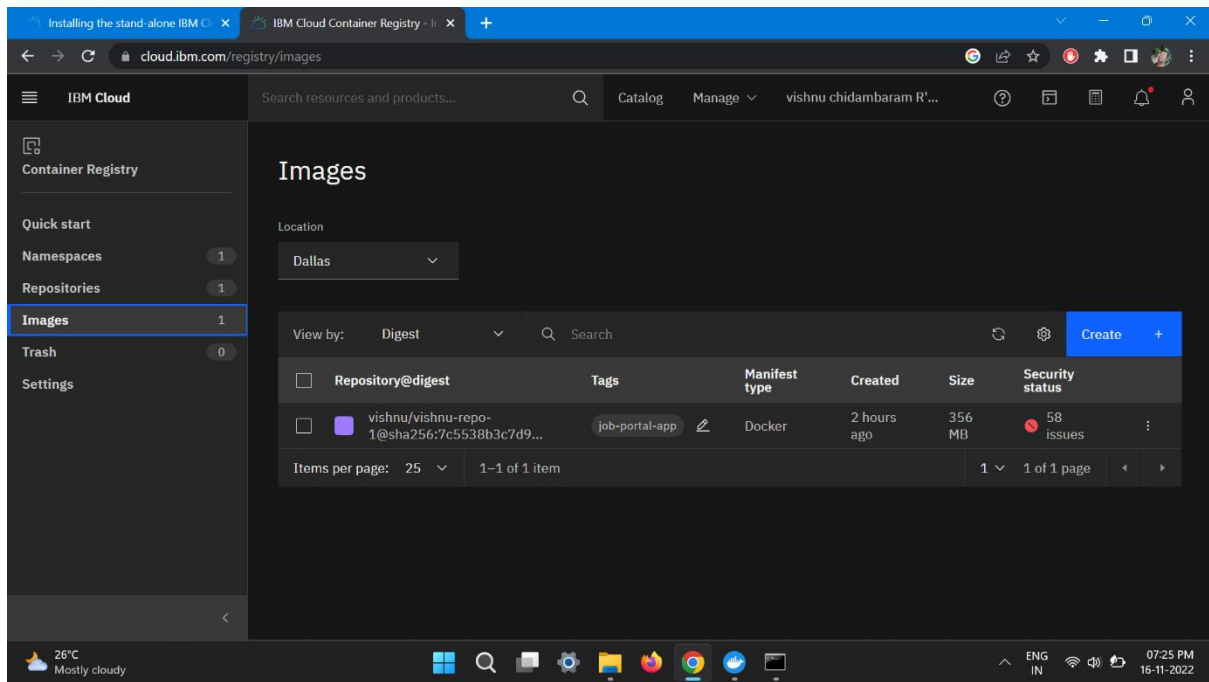 Installing the stand-alone IBM Cl
IBM Cloud Container Registry - Ir
cloud.ibm.com/registry/images
IBM Cloud
Search resources and products...
Catalog
Manage
vishnu chidambaram R'...
Container Registry
Quick start
Namespaces 1
Repositories 1
Images 1
Trash 0
Settings
Images
Location
Dallas
View by: Digest
Search
Create +
Repository@digest Tags Manifest type Created Size Security status
vishnu/vishnu-repo-
1@sha256:7c5538b3c7d9...
job-portal-app
Docker
2 hours
ago
356
MB
58
issues
Items per page: 25 1–1 of 1 item 1 1 of 1 page
26°C
Mostly cloudy
ENG
IN
07:25 PM
16-11-2022